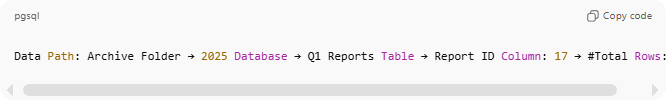 pgsql
Copy code
Data Path: Archive Folder → 2025 Database → Q1 Reports Table → Report ID Column: 17 → #Total Rows: